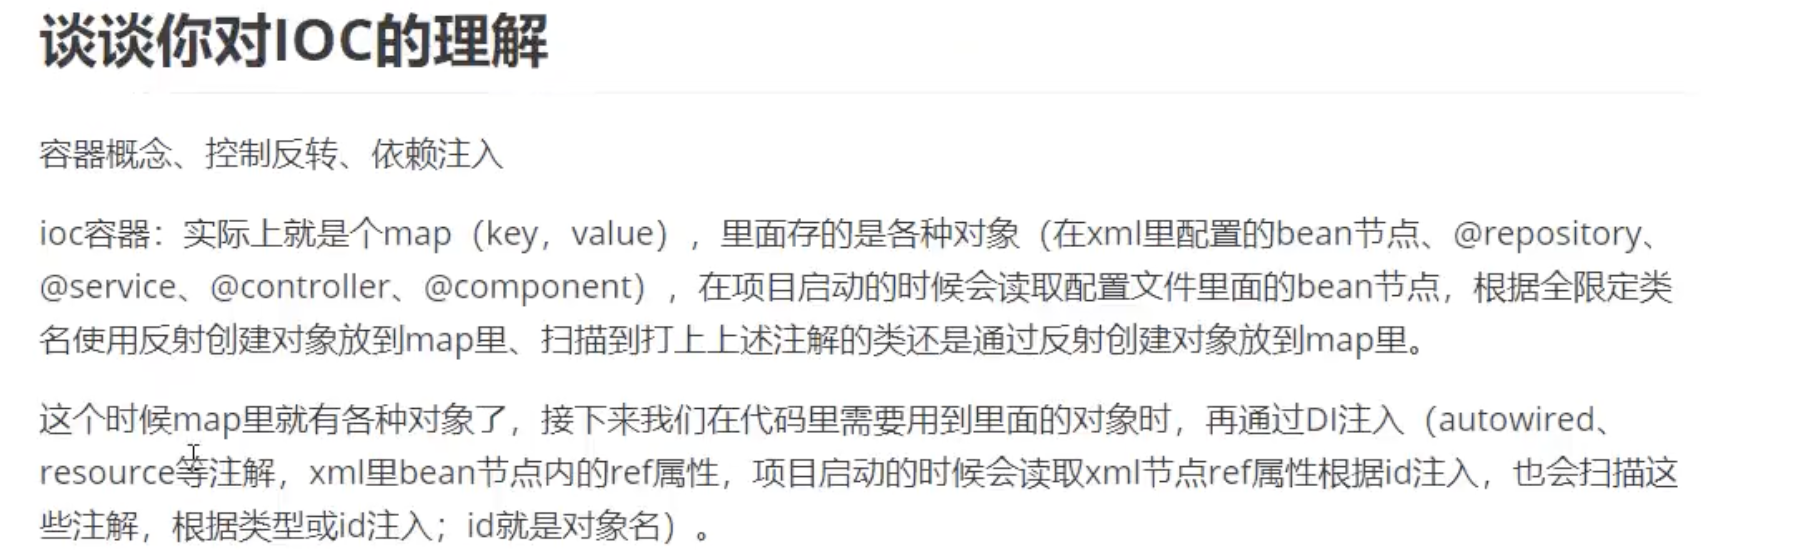 谈谈你对IOC的理解
容器概念、控制反转、依赖注入
ioc容器：实际上就是个map（key，value），里面存的是各种对象（在xml里配置的bean节点、@repository、
@service、@controller、@component），在项目启动的时候会读取配置文件里面的bean节点，根据全限定类
名使用反射创建对象放到map里、扫描到打上上述注解的类还是通过反射创建对象放到map里。
这个时候map里就有各种对象了，接下来我们在代码里需要用到里面的对象时，再通过DI注入（autowired、
resource等注解，xml里bean节点内的ref属性，项目启动的时候会读取xml节点ref属性根据id注入，也会扫描这
些注解，根据类型或id注入；id就是对象名）。